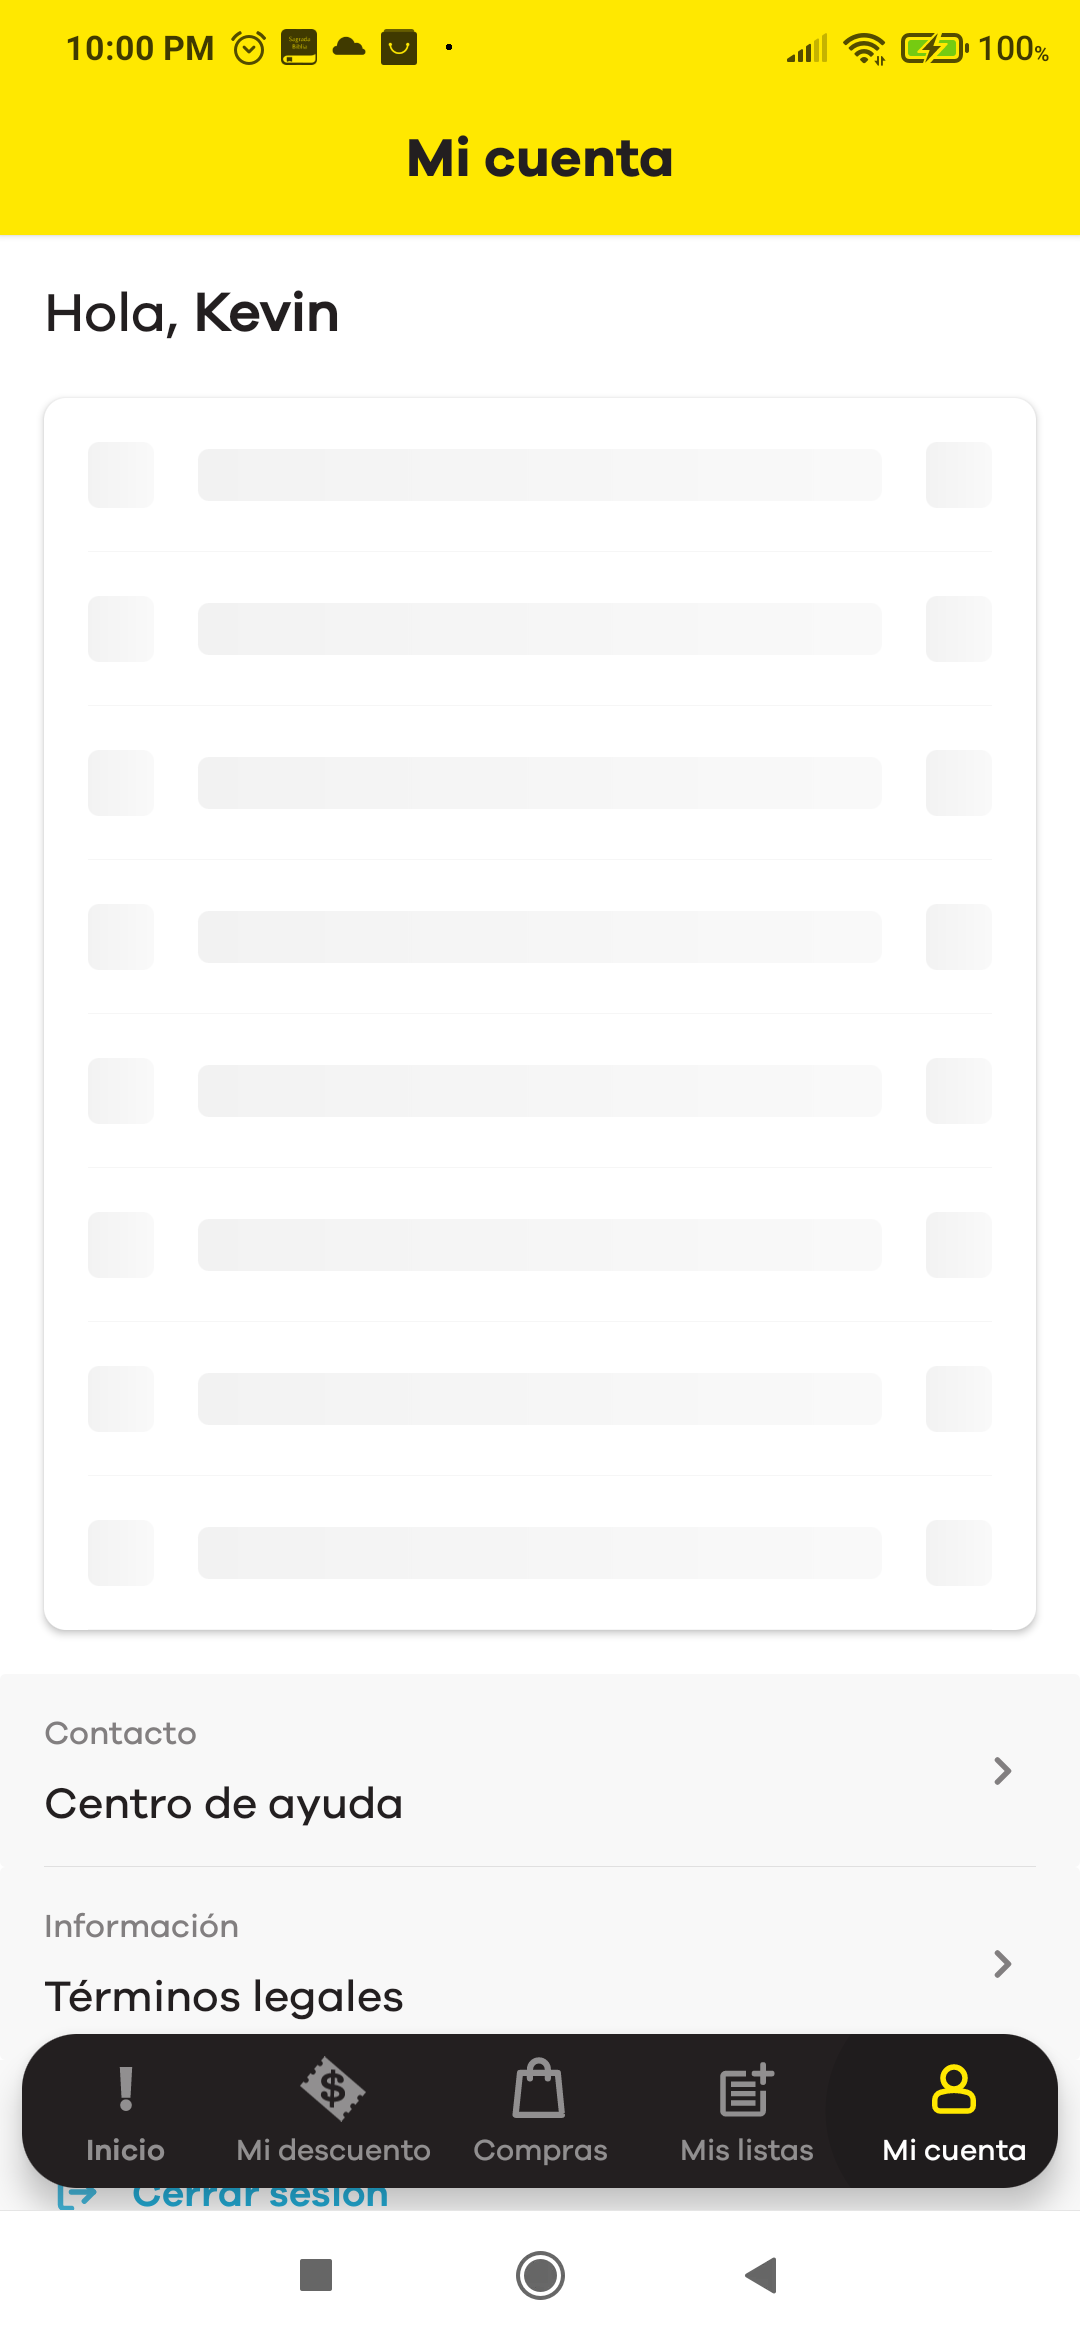 10:00 PM 100%
Mi cuenta
Hola, Kevin
Contacto
Centro de ayuda
Información
Términos legales
Inicio Mi descuento Compras Mis listas Mi cuenta
Cerrar sesión